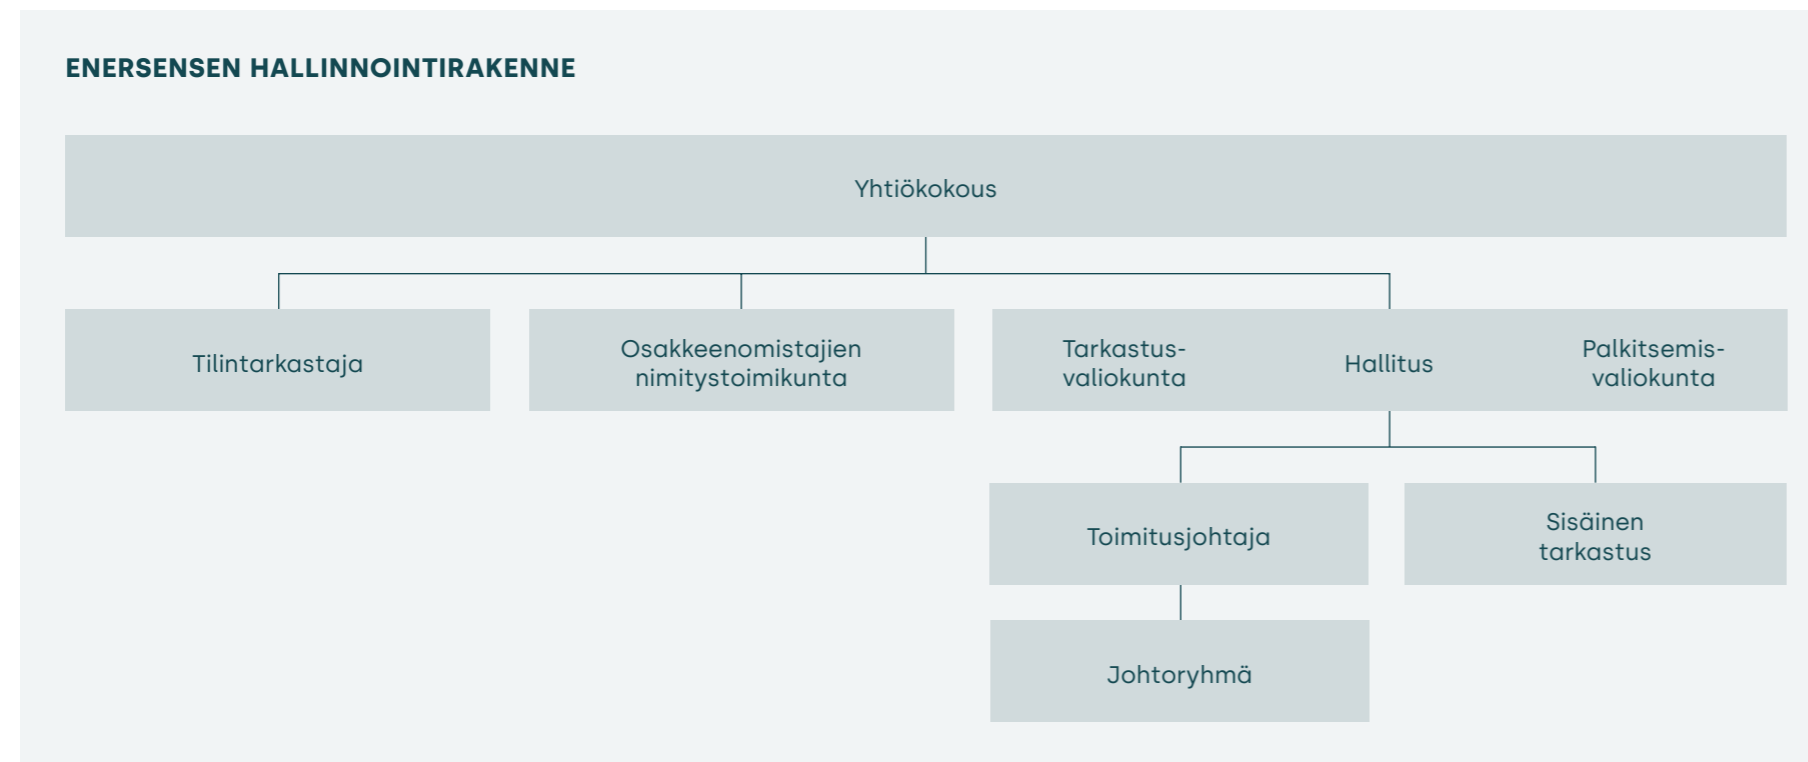 ENERSENSEN HALLINNOINTIRAKENNE
Yhtiökokous
Tilintarkastaja
Osakkeenomistajien
nimitystoimikunta
Tarkastus-
valiokunta
Hallitus
Palkitsemis-
valiokunta
Toimitusjohtaja
Sisäinen
tarkastus
Johtoryhmä